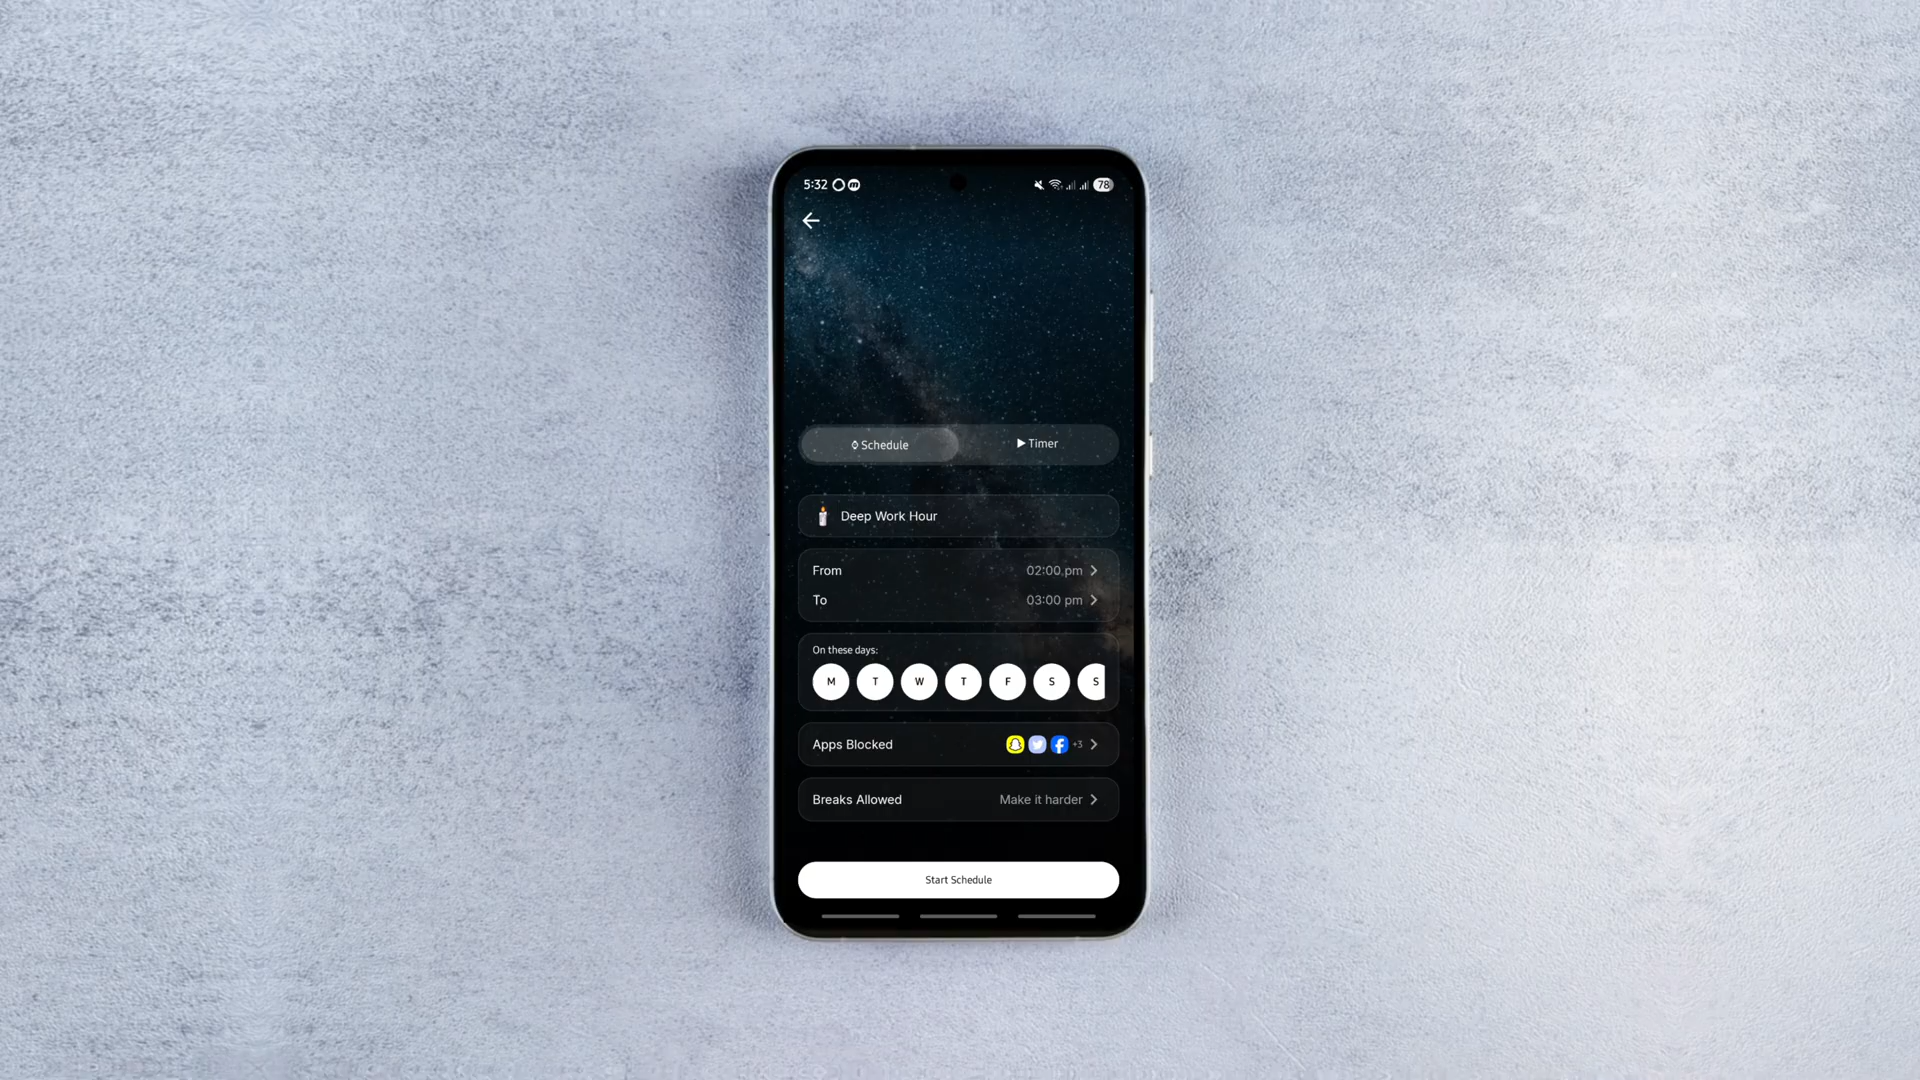 5:32 78
Schedule
Timer
Deep Work Hour
From 02:00 pm
To 03:00 pm
On these days:
M T W T F S S
Apps Blocked +3
Breaks Allowed Make it harder
Start Schedule